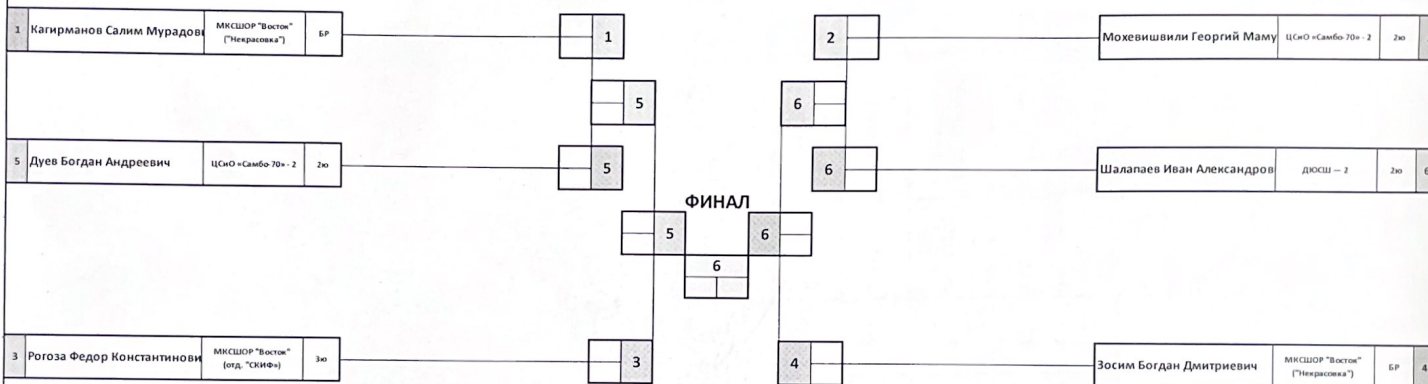 1 Кагирманов Салим Мурадови МКСШОР "Восток" ("Некрасовка") БР
1
2
Мохевишвили Георгий Маму ЦСиО «Самбо-70» - 2 2ю
5
6
5 Дуев Богдан Андреевич ЦСиО «Самбо-70» - 2 2ю
5
6
Шалапаев Иван Александров ДЮСШ — 2 2ю 6
ФИНАЛ
5
6
6
3 Рогоза Федор Константинови МКСШОР "Восток" (отд. "СКИФ») 3ю
3
4
Зосим Богдан Дмитриевич МКСШОР "Восток" ("Некрасовка") БР 4